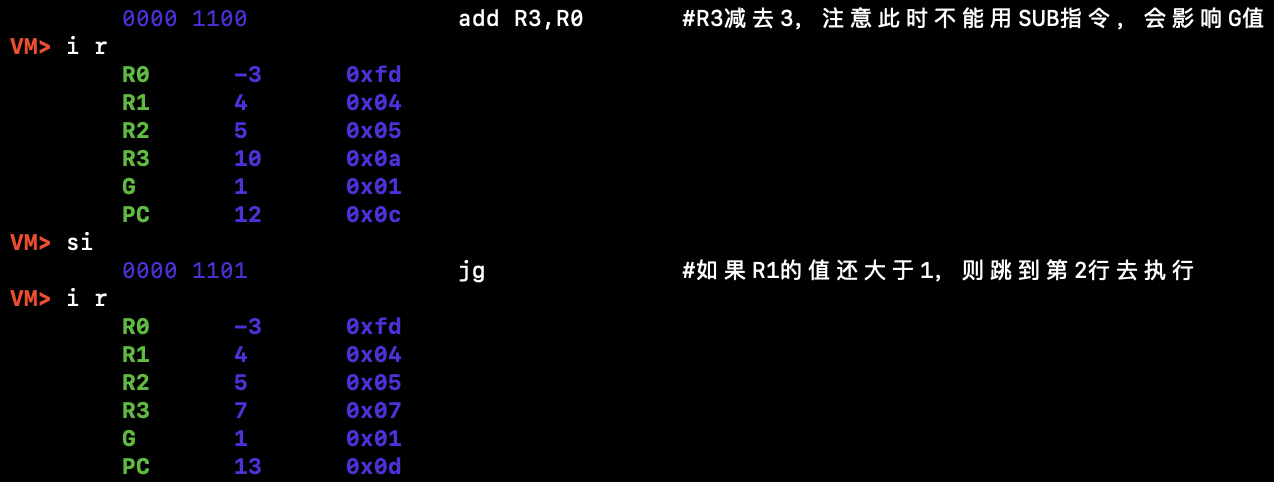 0000 1100 add R3,R0 #R3减去3, 注意此时不能用SUB指令, 会影响G值
VM> i r
R0 -3 0xfd
R1 4 0x04
R2 5 0x05
R3 10 0x0a
G 1 0x01
PC 12 0x0c
VM> si
0000 1101 jg #如果R1的值还大于1, 则跳到第2行去执行
VM> i r
R0 -3 0xfd
R1 4 0x04
R2 5 0x05
R3 7 0x07
G 1 0x01
PC 13 0x0d